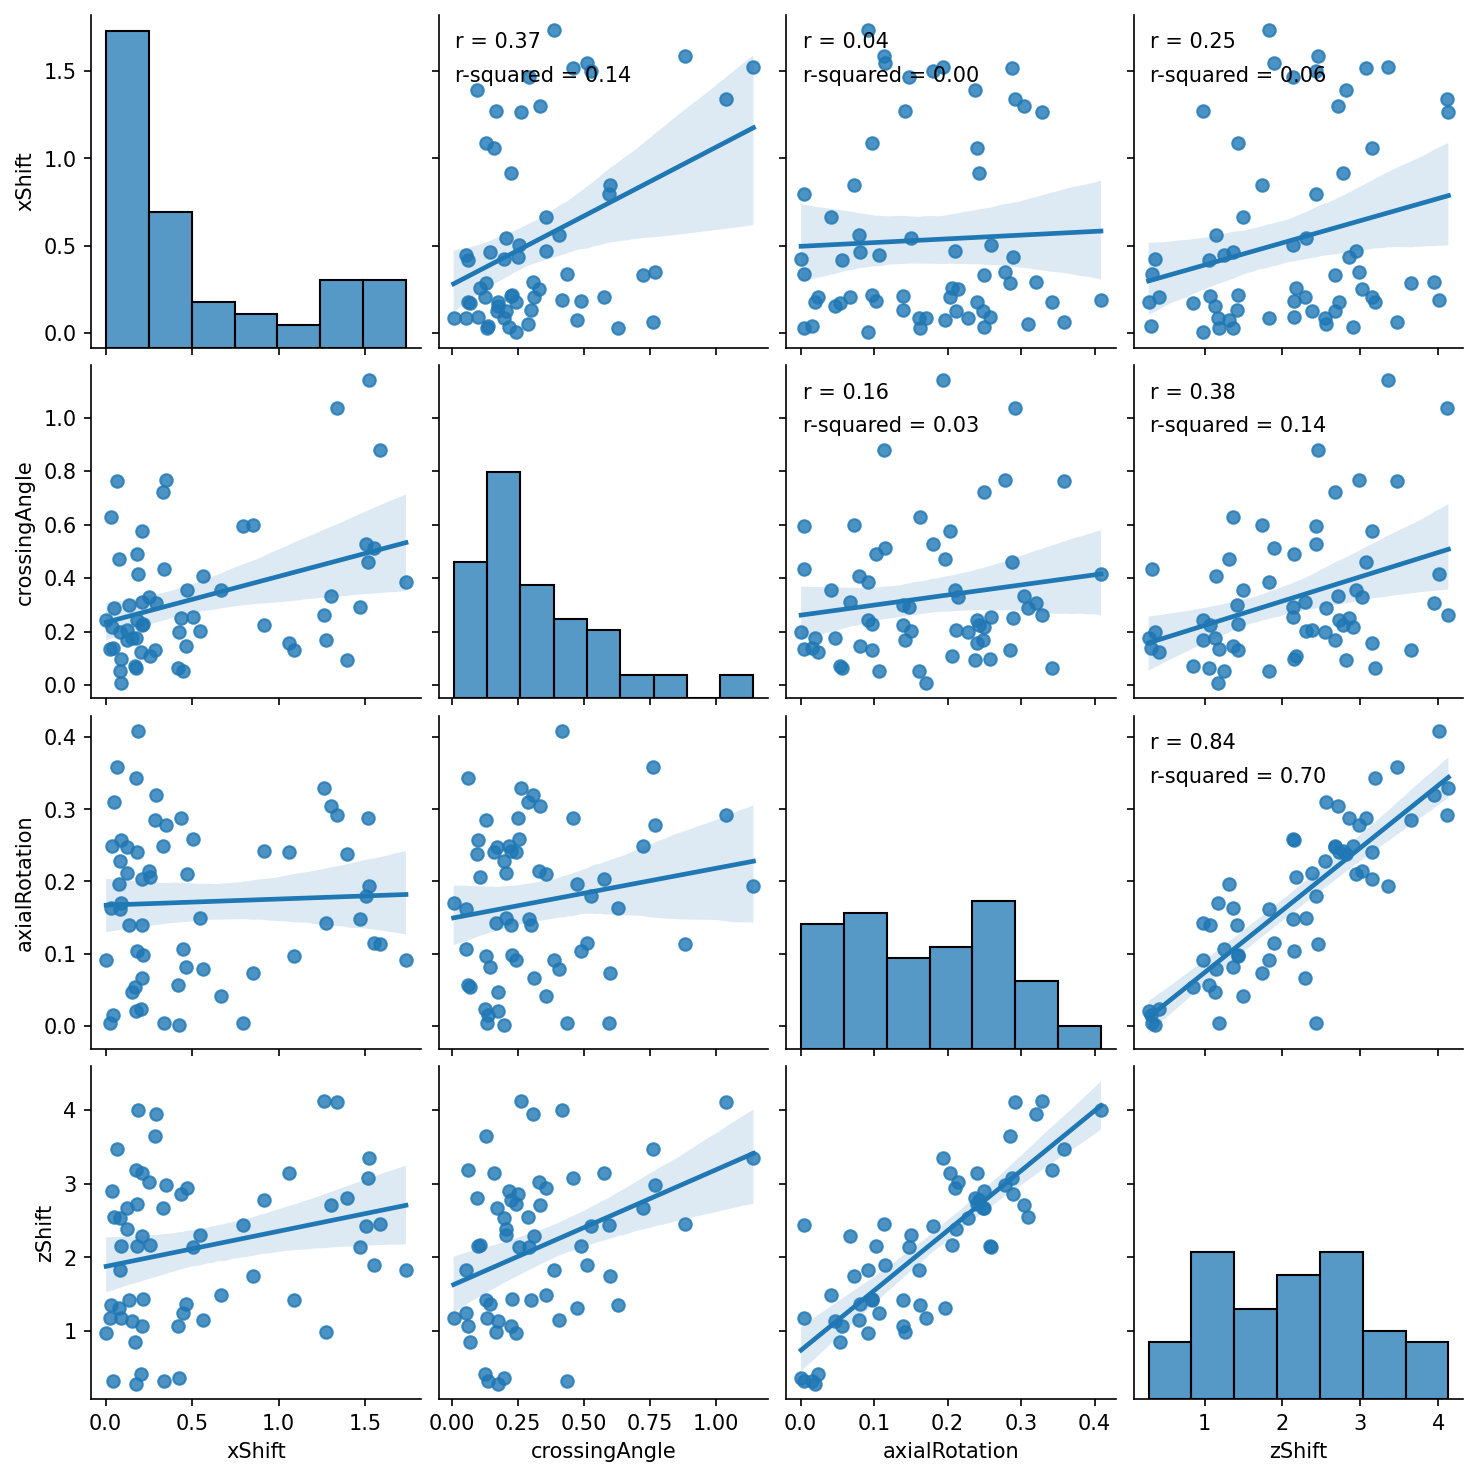 r = 0.37
r-squared = 0.14
r = 0.04
r-squared = 0.00
r = 0.25
r-squared = 0.06
1.5
1.0
0.5
0.0
xShift
r = 0.16
r-squared = 0.03
r = 0.38
r-squared = 0.14
1.0
0.8
0.6
0.4
0.2
0.0
crossingAngle
r = 0.84
r-squared = 0.70
0.4
0.3
0.2
0.1
0.0
axialRotation
4
3
2
1
zShift
0.0 0.5 1.0 1.5 0.00 0.25 0.50 0.75 1.00 0.0 0.1 0.2 0.3 0.4 1 2 3 4
xShift crossingAngle axialRotation zShift